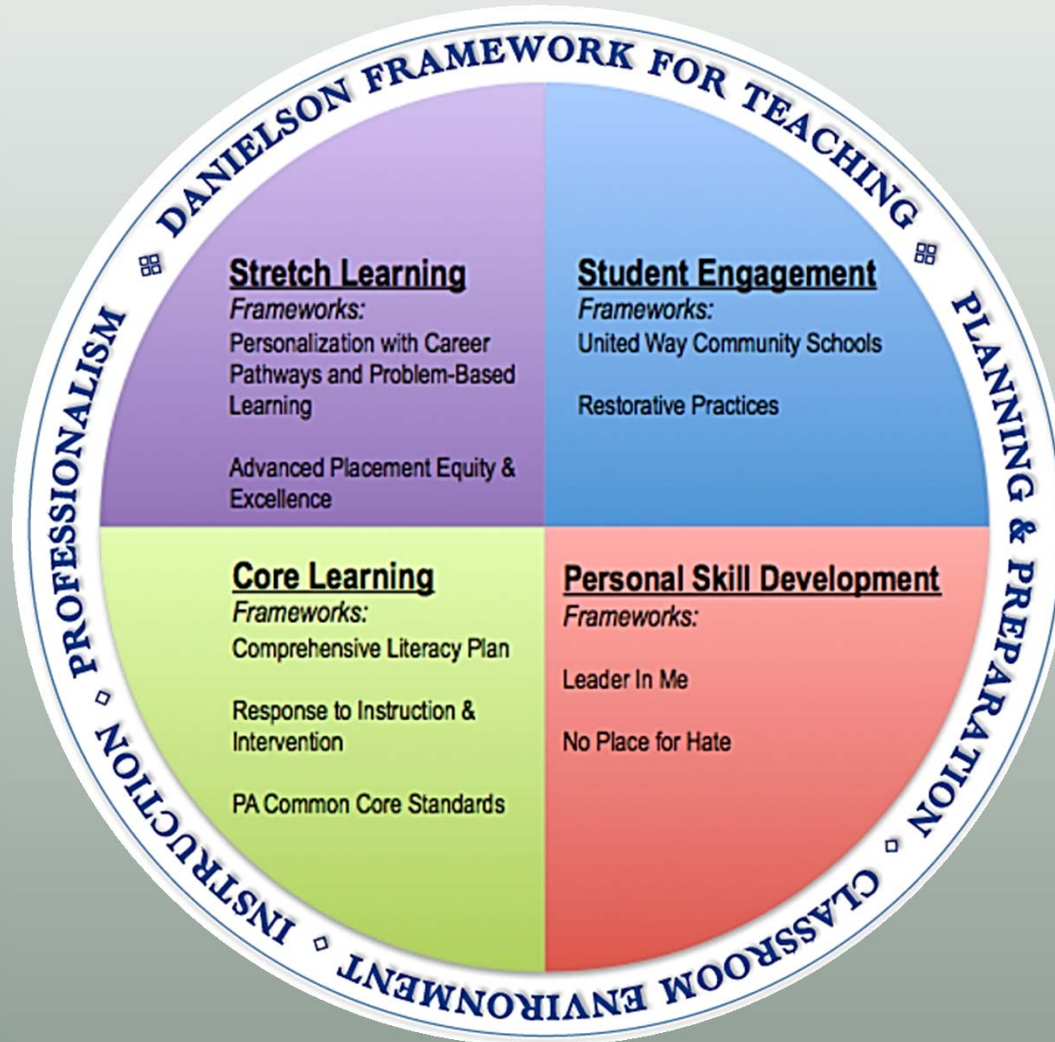 DANIELSON FRAMEWORK FOR TEACHING
PLANNING & PREPARATION
CLASSROOM ENVIRONMENT
INSTRUCTION
PROFESSIONALISM
Stretch Learning
Frameworks:
Personalization with Career
Pathways and Problem-Based
Learning
Advanced Placement Equity &
Excellence
Student Engagement
Frameworks:
United Way Community Schools
Restorative Practices
Core Learning
Frameworks:
Comprehensive Literacy Plan
Response to Instruction &
Intervention
PA Common Core Standards
Personal Skill Development
Frameworks:
Leader In Me
No Place for Hate